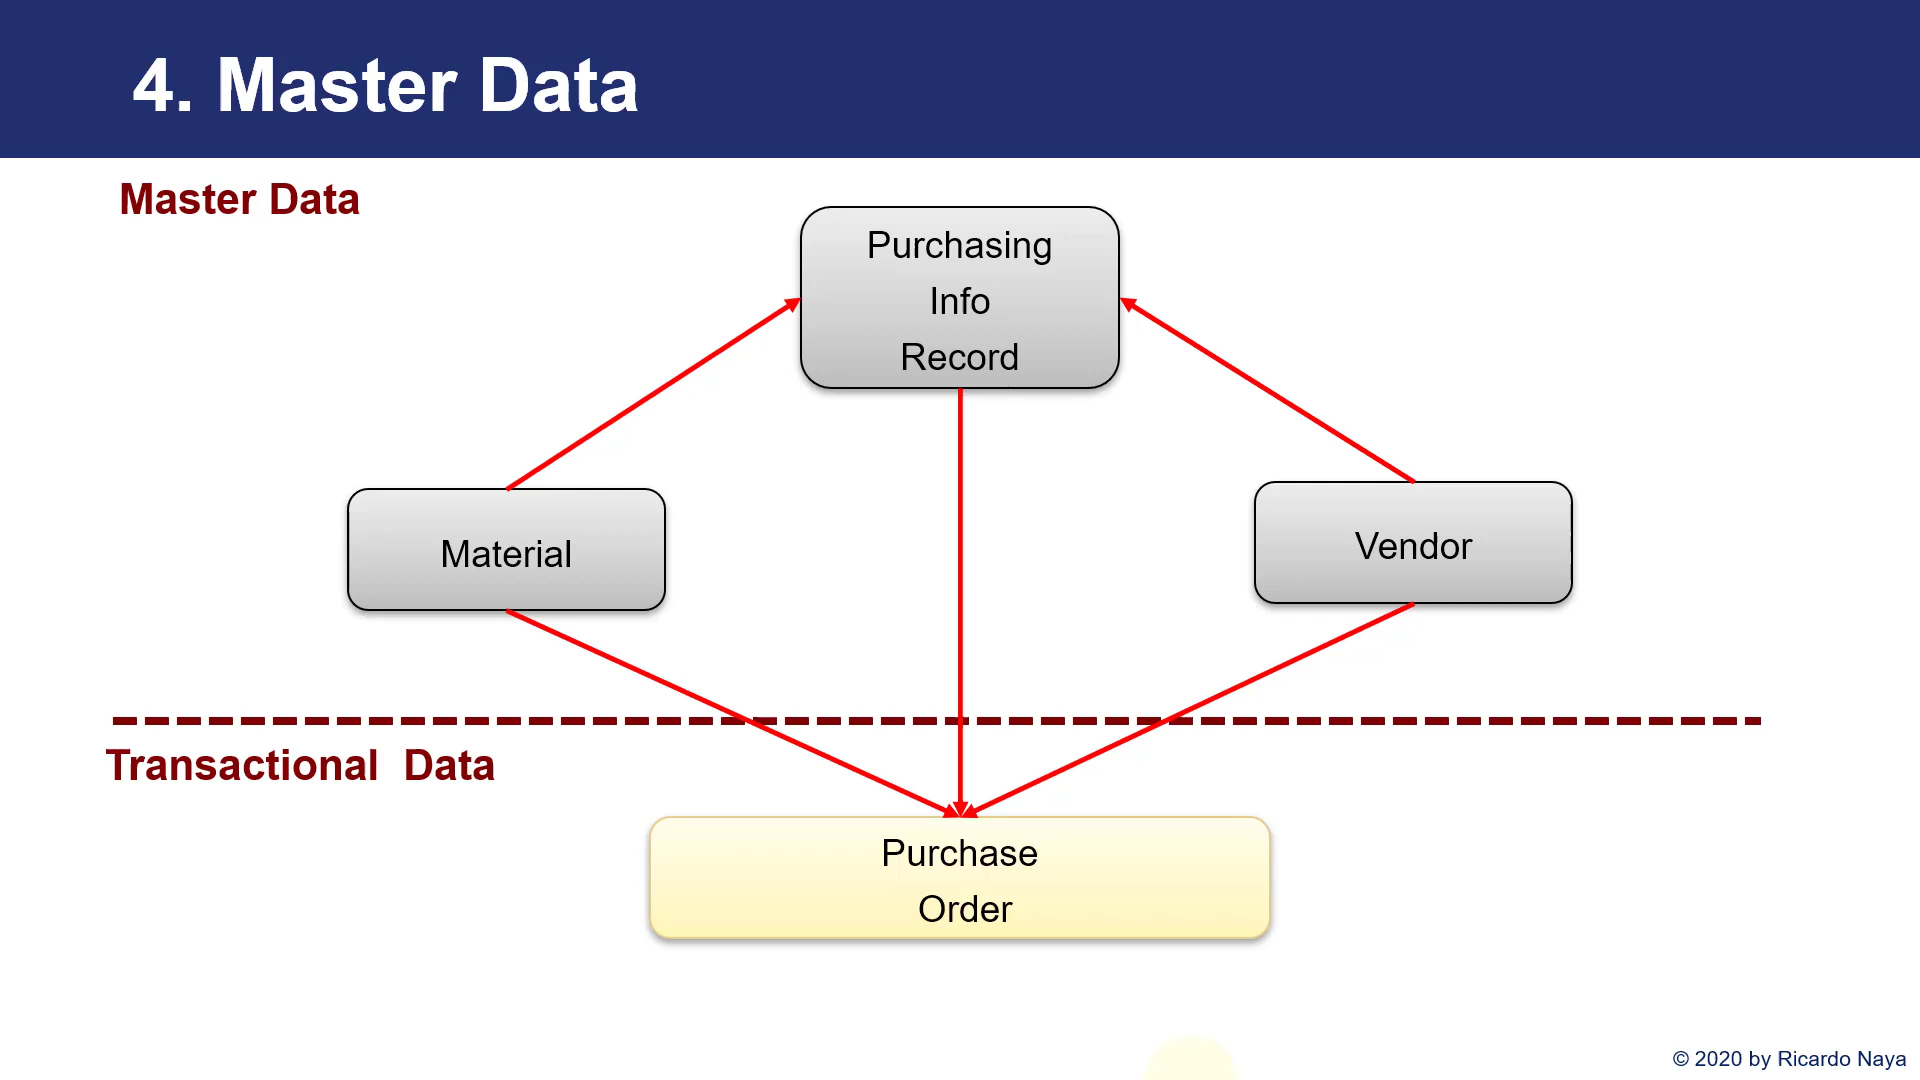 4. Master Data
Master Data
Purchasing
Info
Record
Material
Vendor
Transactional  Data
Purchase
Order
© 2020 by Ricardo Naya